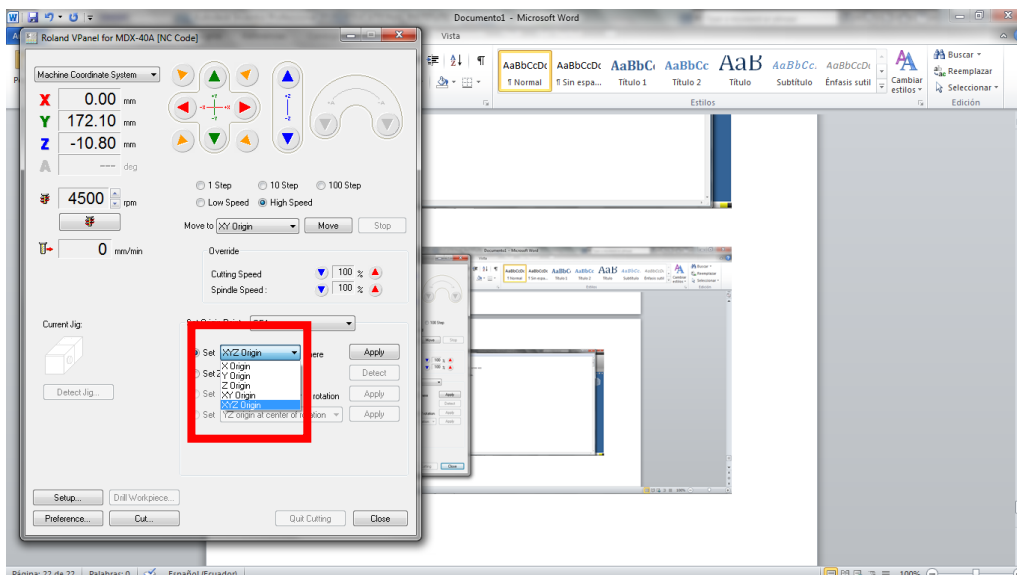 Documento1 - Microsoft Word
Roland VPanel for MDX-40A [NC Code]
Vista
Machine Coordinate System
X 0.00 mm
Y 172.10 mm
Z -10.80 mm
A --- deg
4500 rpm
0 mm/min
1 Step 10 Step 100 Step
Low Speed High Speed
Move to XY Origin Move Stop
Override
Cutting Speed 100 %
Spindle Speed : 100 %
Current Jig:
Detect Jig...
Set XYZ Origin here Apply
X Origin
Y Origin
Z Origin
XY Origin
XYZ Origin
Set Z Detect
Set rotation Apply
Set YZ origin at center of rotation Apply
Setup... Drill Workpiece...
Preference... Cut... Quit Cutting Close
AaBbCcDc AaBbCcDc AaBbC AaBbCc AaB AaBbCc. AaBbCcDi
¶ Normal ¶ Sin espa... Título 1 Título 2 Título Subtítulo Énfasis sutil
Cambiar estilos
Estilos
Buscar
Reemplazar
Seleccionar
Edición
Página: 22 de 22 Palabras: 0 Español (Ecuador) 100%